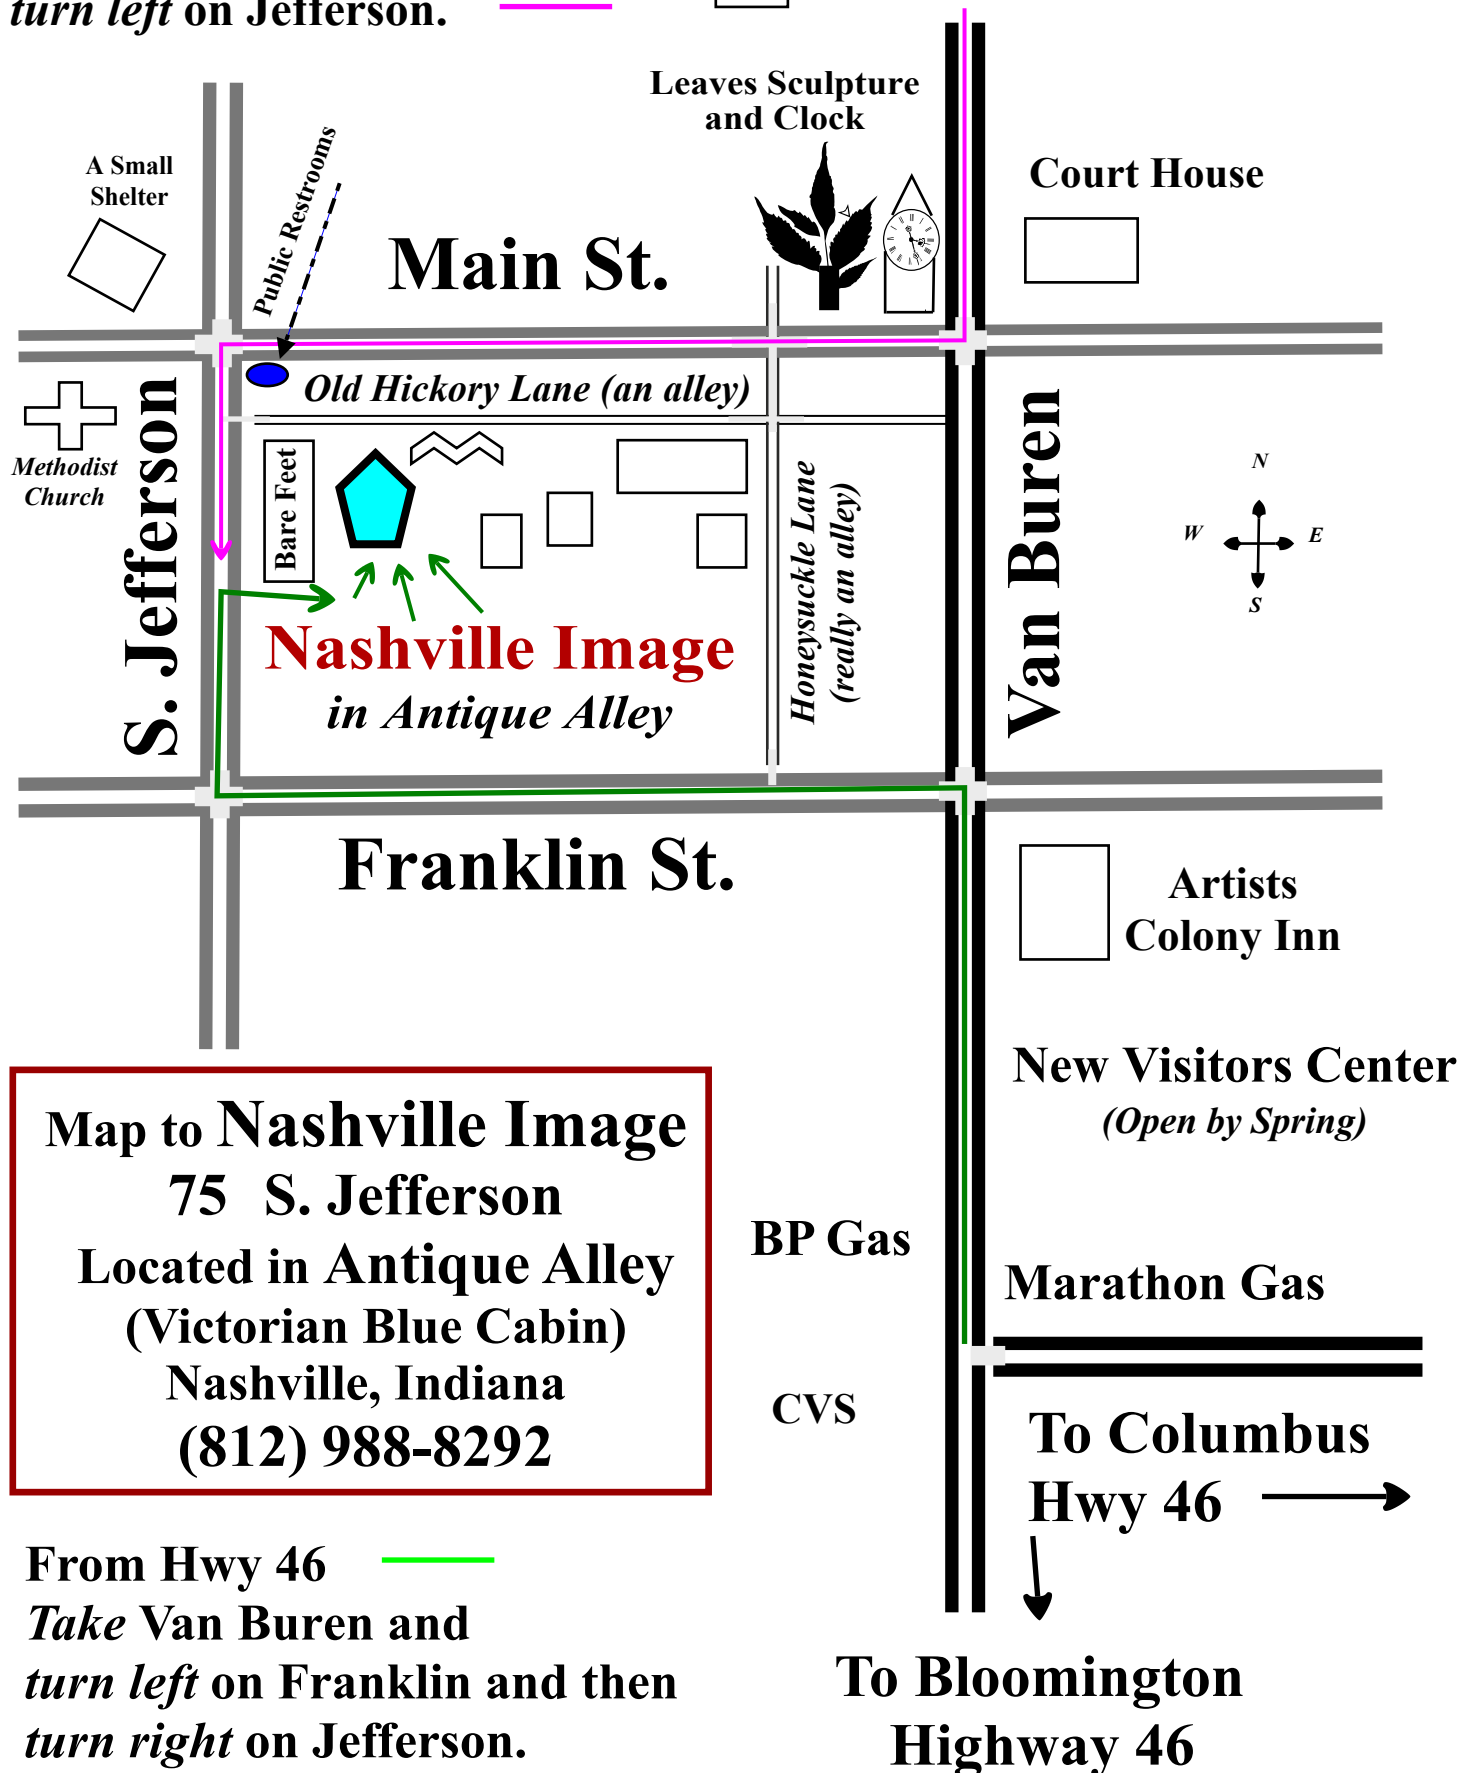 turn left on Jefferson.
Leaves Sculpture
and Clock
A Small
Shelter
Public Restrooms
Court House
Main St.
Old Hickory Lane (an alley)
Methodist
Church
S. Jefferson
Bare Feet
Honeysuckle Lane
(really an alley)
Van Buren
N
W
E
S
Nashville Image
in Antique Alley
Franklin St.
Artists
Colony Inn
New Visitors Center
(Open by Spring)
Map to Nashville Image
75 S. Jefferson
Located in Antique Alley
(Victorian Blue Cabin)
Nashville, Indiana
(812) 988-8292
BP Gas
Marathon Gas
CVS
To Columbus
Hwy 46
From Hwy 46
Take Van Buren and
turn left on Franklin and then
turn right on Jefferson.
To Bloomington
Highway 46